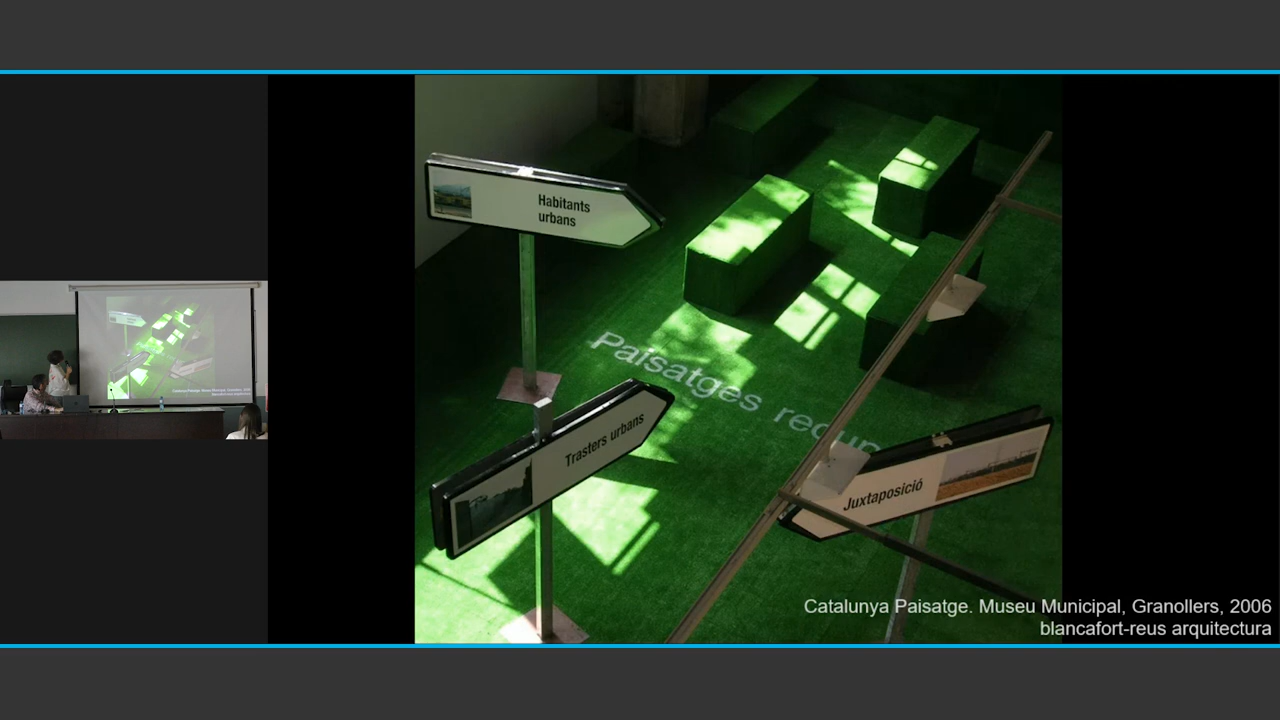 Habitants
urbans
Paisatges
Trasters urbans
Juxtaposició
Catalunya Paisatge. Museu Municipal, Granollers, 2006
blancafort-reus arquitectura